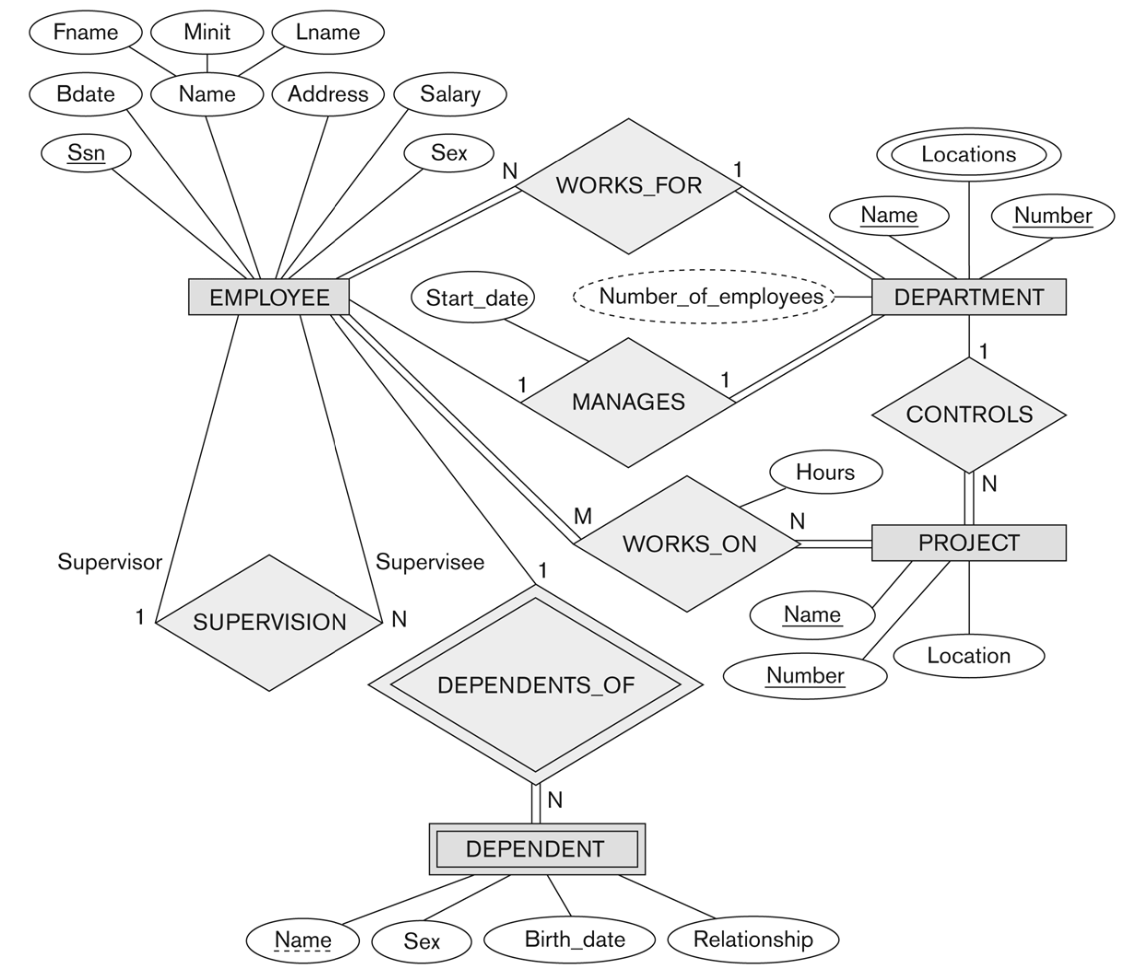 Fname
Minit
Lname
Bdate
Name
Address
Salary
Ssn
Sex
N
WORKS_FOR
1
Locations
Name
Number
EMPLOYEE
Start_date
Number_of_employees
DEPARTMENT
1
MANAGES
1
1
CONTROLS
N
Hours
M
WORKS_ON
N
PROJECT
Supervisor
Supervisee
1
SUPERVISION
N
1
Name
Number
Location
DEPENDENTS_OF
N
DEPENDENT
Name
Sex
Birth_date
Relationship